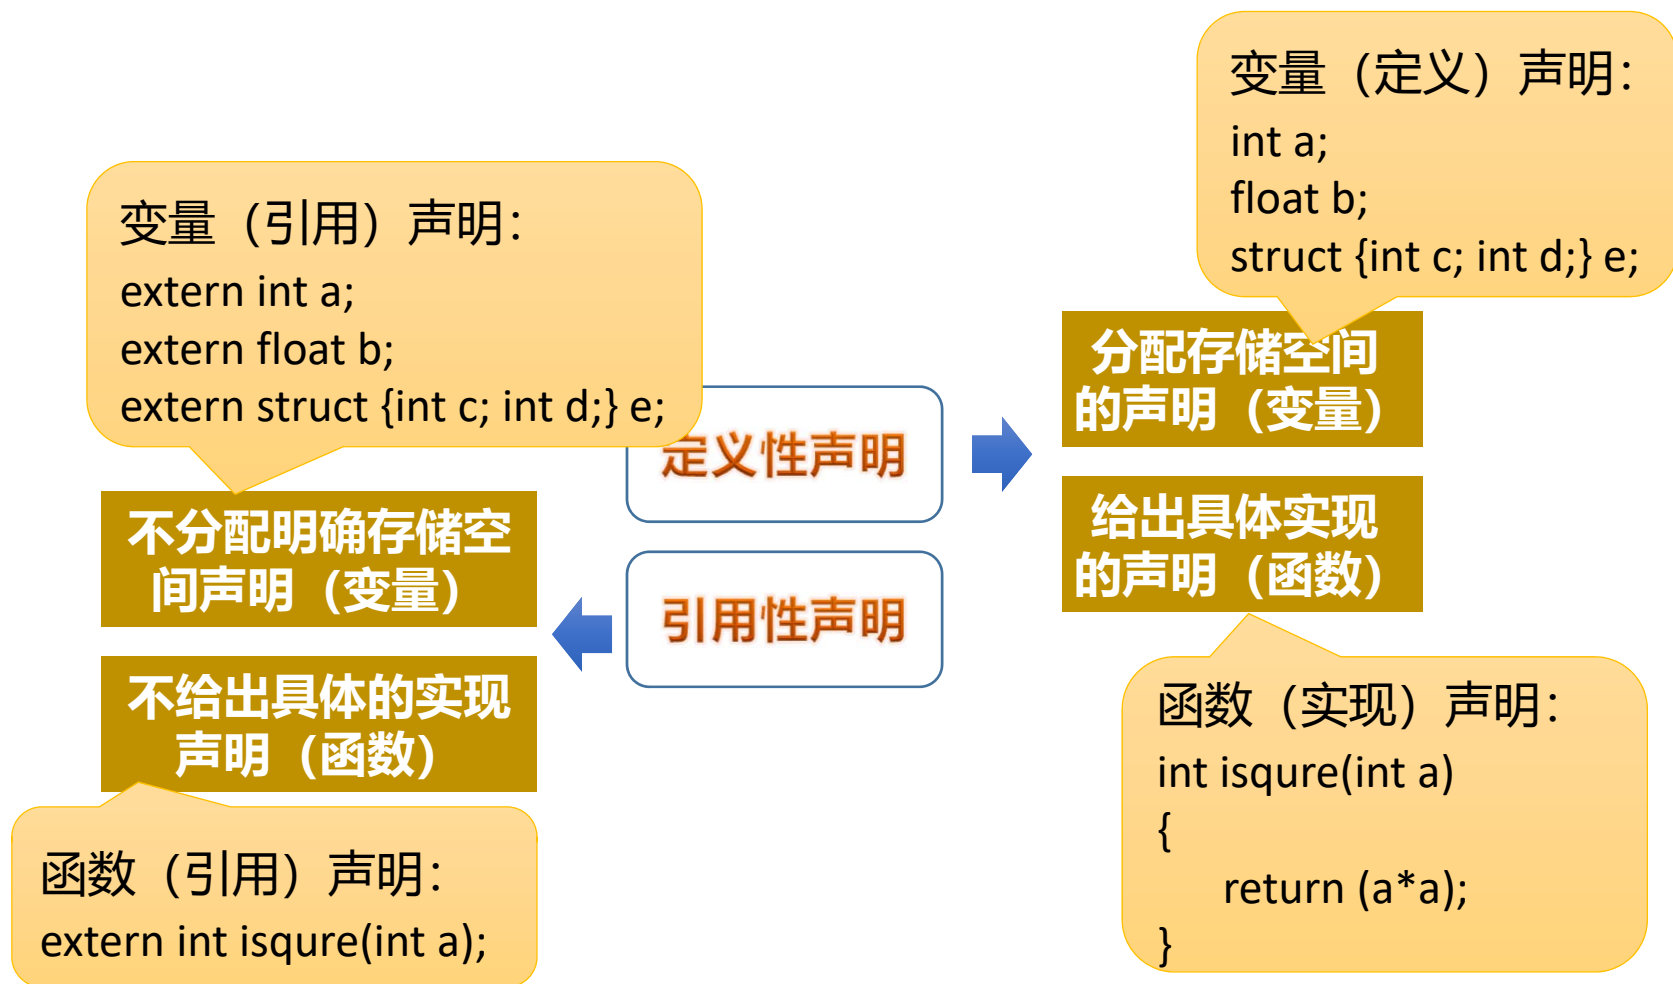 变量（引用）声明：
extern int a;
extern float b;
extern struct {int c; int d;} e;
不分配明确存储空
间声明（变量）
不给出具体的实现
声明（函数）
函数（引用）声明：
extern int isqure(int a);
定义性声明
引用性声明
变量（定义）声明：
int a;
float b;
struct {int c; int d;} e;
分配存储空间
的声明（变量）
给出具体实现
的声明（函数）
函数（实现）声明：
int isqure(int a)
{
return (a*a);
}